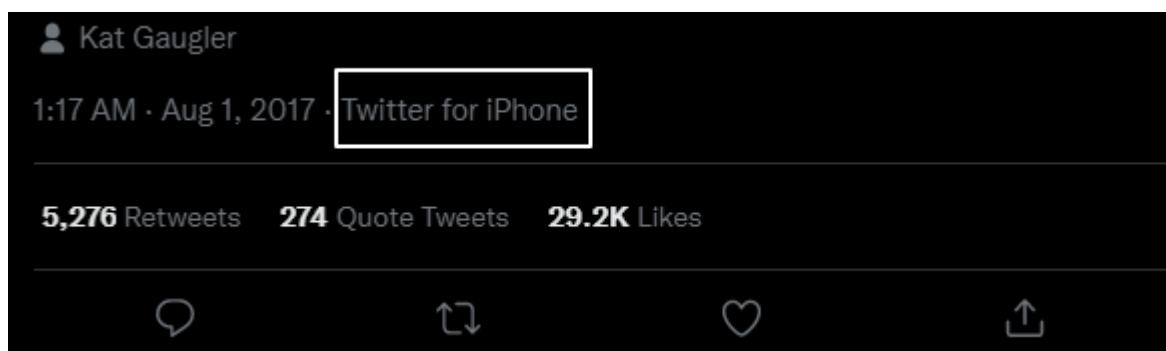 Kat Gaugler
1:17 AM · Aug 1, 2017 · Twitter for iPhone
5,276 Retweets 274 Quote Tweets 29.2K Likes